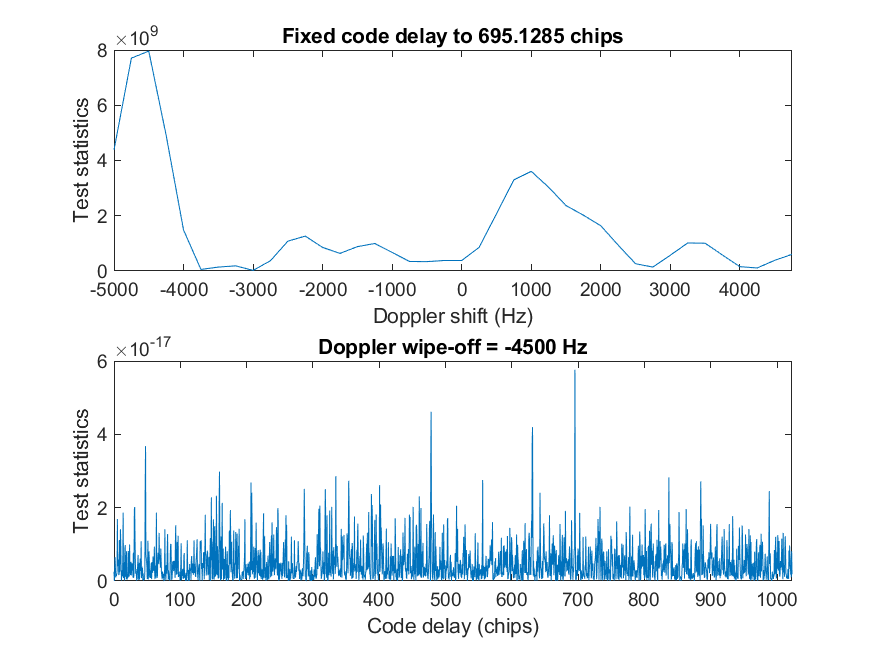 ×10^9
Fixed code delay to 695.1285 chips
8
6
4
2
0
Test statistics
-5000 -4000 -3000 -2000 -1000 0 1000 2000 3000 4000
Doppler shift (Hz)
×10^-17
Doppler wipe-off = -4500 Hz
6
4
2
0
Test statistics
0 100 200 300 400 500 600 700 800 900 1000
Code delay (chips)